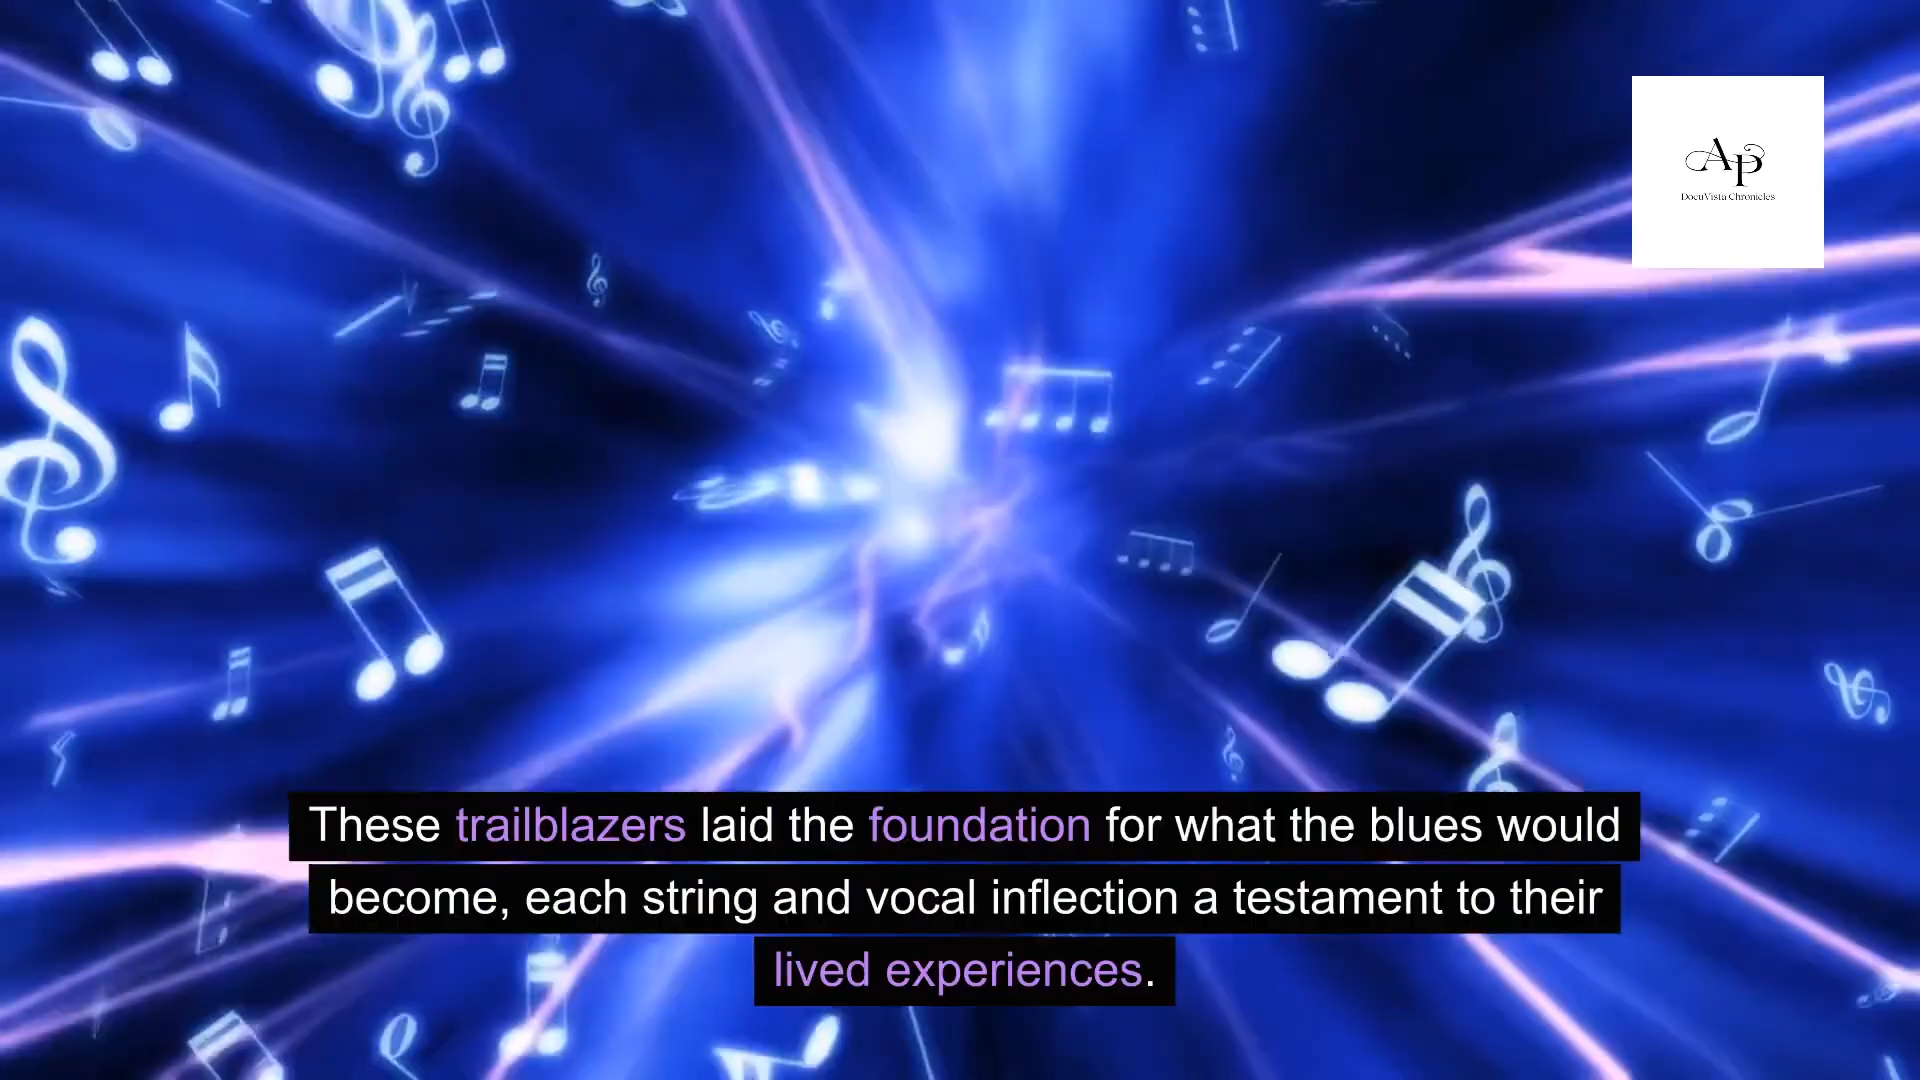 AP
DocuVista Chronicles
These trailblazers laid the foundation for what the blues would
become, each string and vocal inflection a testament to their
lived experiences.